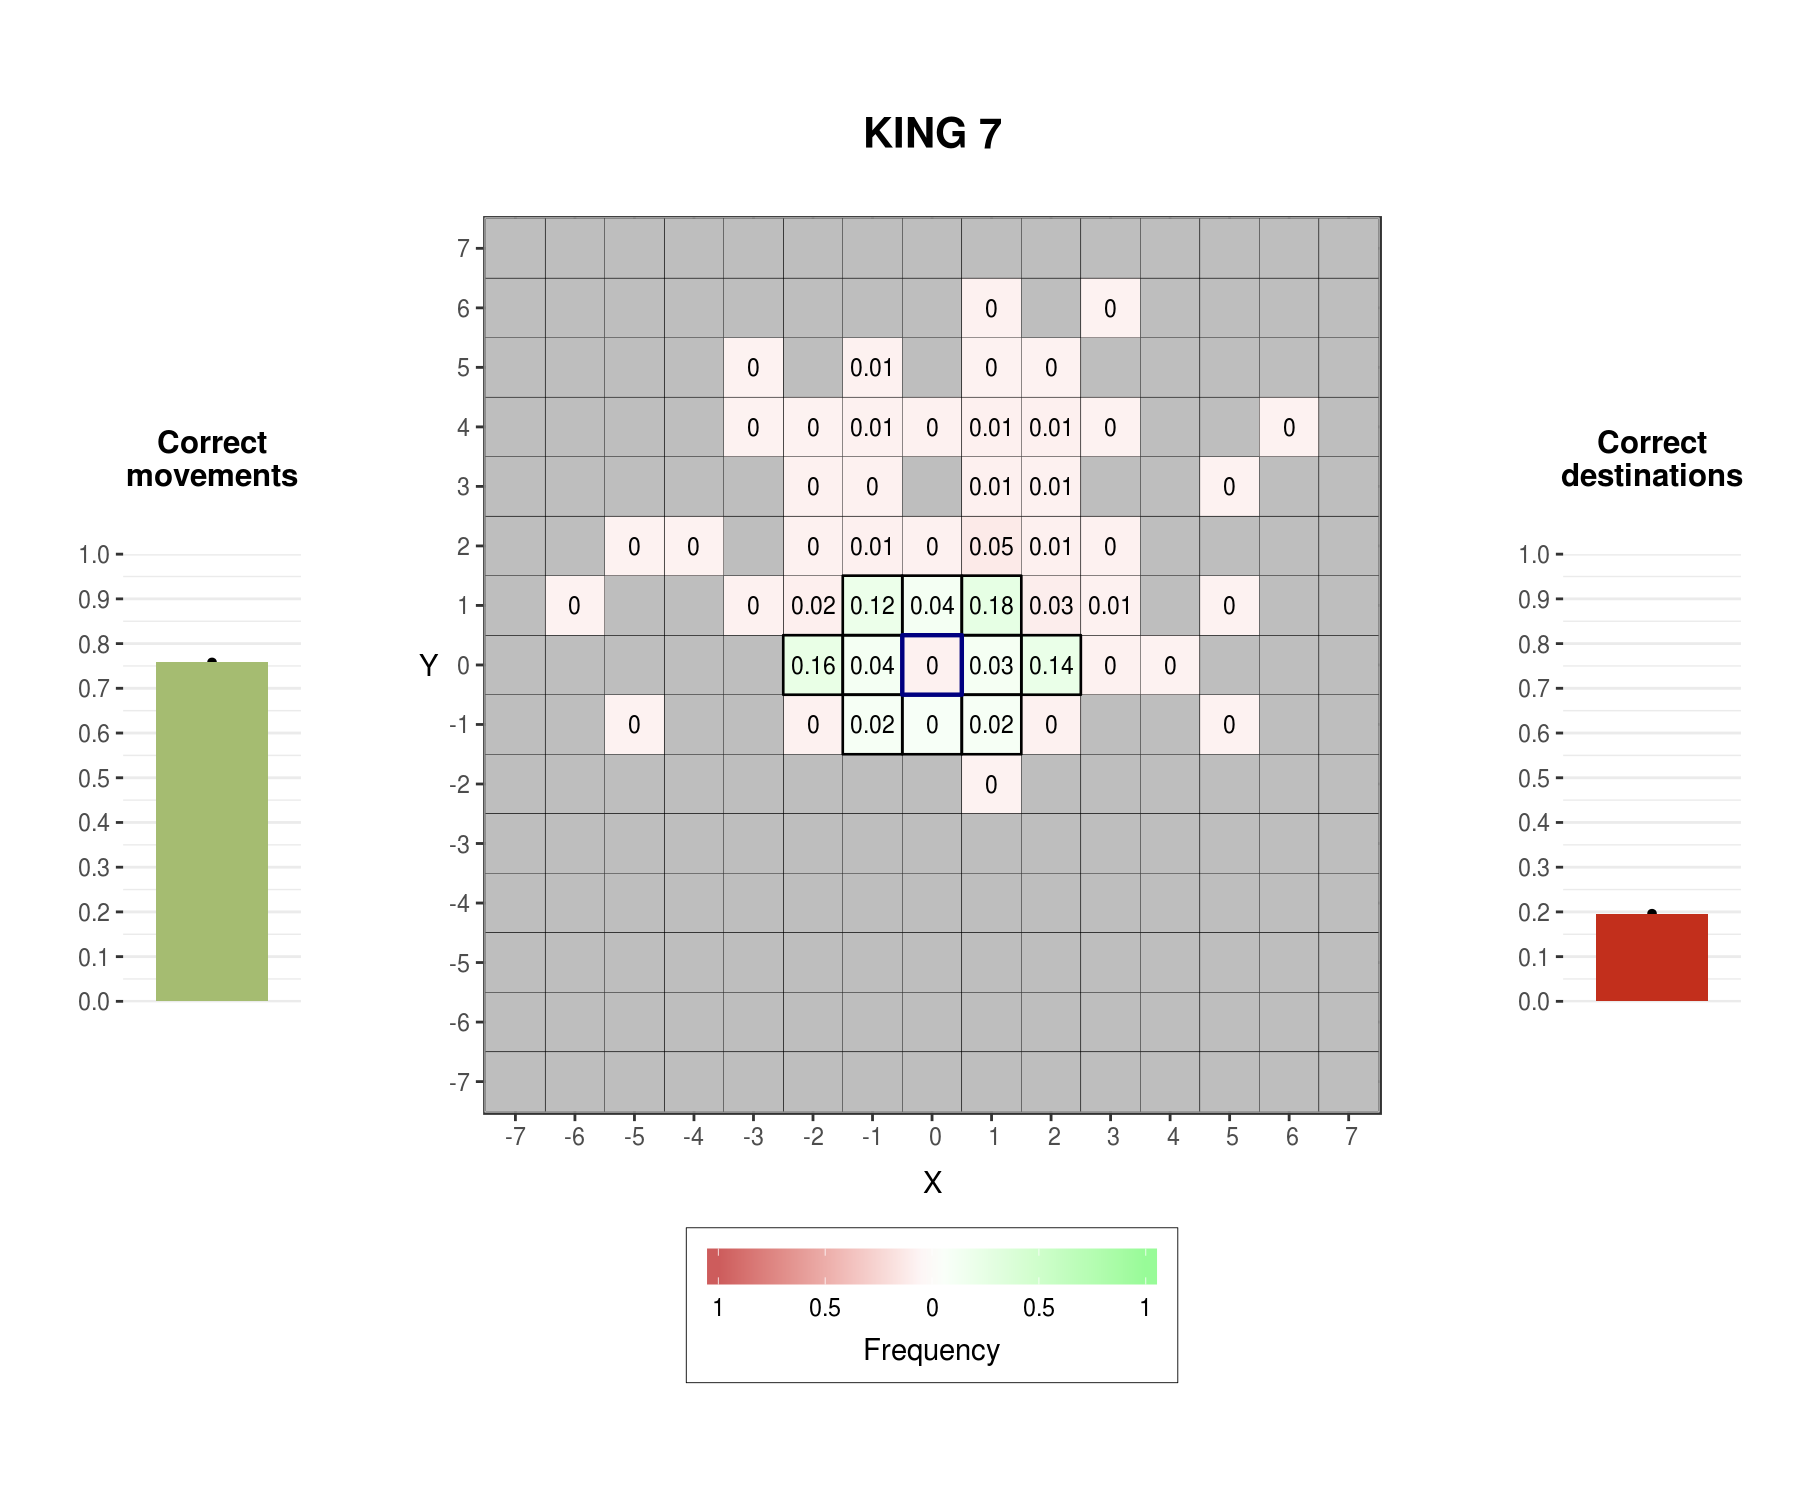 KING 7
Correct
movements
1.0
0.9
0.8
0.7
0.6
0.5
0.4
0.3
0.2
0.1
0.0
Y
7
6 0 0
5 0 0.01 0 0
4 0 0 0.01 0 0.01 0.01 0 0
3 0 0 0.01 0.01 0
2 0 0 0 0.01 0 0.05 0.01 0
1 0 0 0.02 0.12 0.04 0.18 0.03 0.01 0
0 0.16 0.04 0 0.03 0.14 0 0
-1 0 0 0.02 0 0.02 0 0
-2 0
-3
-4
-5
-6
-7
-7 -6 -5 -4 -3 -2 -1 0 1 2 3 4 5 6 7
X
1 0.5 0 0.5 1
Frequency
Correct
destinations
1.0
0.9
0.8
0.7
0.6
0.5
0.4
0.3
0.2
0.1
0.0